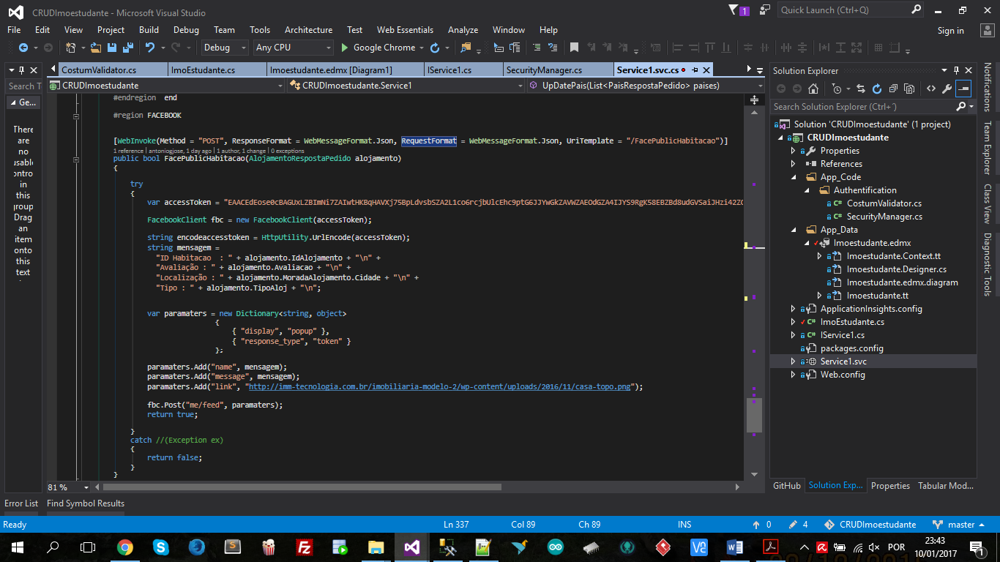 CRUDImoestudante - Microsoft Visual Studio
1
Quick Launch (Ctrl+Q)
File Edit View Project Build Debug Team Tools Architecture Test Web Essentials Analyze Window Help
Sign in
Debug Any CPU Google Chrome
CostumValidator.cs ImoEstudante.cs Imoestudante.edmx [Diagram1] IService1.cs SecurityManager.cs Service1.svc.cs
Search T
Ge...
There
are
no
usabl
ontro
in
this
group
Drag
an
item
onto
this
text
CRUDImoestudante CRUDImoestudante.Service1 UpDatePais(List<PaisRespostaPedido> paises)
#endregion end
#region FACEBOOK
[WebInvoke(Method = "POST", ResponseFormat = WebMessageFormat.Json, RequestFormat = WebMessageFormat.Json, UriTemplate = "/FacePublicHabitacao")]
1 reference | antoniogjose, 1 day ago | 1 author, 1 change | 0 exceptions
public bool FacePublicHabitacao(AlojamentoRespostaPedido alojamento)
{
try
{
var accessToken =
FacebookClient fbc = new FacebookClient(accessToken);
string encodeaccesstoken = HttpUtility.UrlEncode(accessToken);
string mensagem =
"ID Habitacao : " + alojamento.IdAlojamento + "\n" +
"Avaliação : " + alojamento.Avaliacao + "\n" +
"Localização : " + alojamento.MoradaAlojamento.Cidade + "\n" +
"Tipo : " + alojamento.TipoAloj + "\n";
var paramaters = new Dictionary<string, object>
{
{ "display", "popup" },
{ "response_type", "token" }
};
paramaters.Add("name", mensagem);
paramaters.Add("message", mensagem);
paramaters.Add("link", "http://imm-tecnologia.com.br/imobiliaria-modelo-2/wp-content/uploads/2016/11/casa-topo.png");
fbc.Post("me/feed", paramaters);
return true;
}
catch //(Exception ex)
{
return false;
}
}
81 %
Solution Explorer
Search Solution Explorer (Ctrl+´)
Solution 'CRUDImoestudante' (1 project)
CRUDImoestudante
Properties
References
App_Code
Authentification
CostumValidator.cs
SecurityManager.cs
App_Data
Imoestudante.edmx
Imoestudante.Context.tt
Imoestudante.Designer.cs
Imoestudante.edmx.diagram
Imoestudante.tt
ApplicationInsights.config
ImoEstudante.cs
IService1.cs
packages.config
Service1.svc
Web.config
GitHub Solution Exp... Properties Tabular Mod...
Notifications
Team Explorer
Class View
Diagnostic Tools
Error List Find Symbol Results
Ready Ln 337 Col 89 Ch 89 INS 0 4 CRUDImoestudante master
POR
23:43
10/01/2017
1